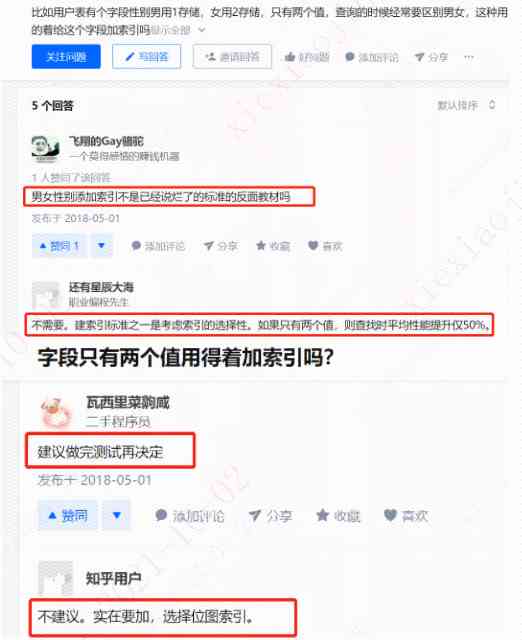 比如用户表有个字段性别男用1存储，女用2存储，只有两个值，查询的时候经常要区别男女，这种用
的着给这个字段加索引吗显示全部
关注问题
写回答
邀请回答
好问题
添加评论
分享
5 个回答
默认排序
飞翔的Gay骆驼
一个莫得感情的赚钱机器
1 人赞同了该回答
男女性别添加索引不是已经说烂了的标准的反面教材吗
发布于 2018-05-01
赞同 1
添加评论
分享
收藏
喜欢
还有星辰大海
职业编程先生
不需要。建索引标准之一是考虑索引的选择性。如果只有两个值，则查找时平均性能提升仅50%。
字段只有两个值用得着加索引吗？
瓦西里菜鼩咸
二手程序员
建议做完测试再决定
发布于 2018-05-01
赞同
添加评论
分享
收藏
喜欢
知乎用户
不建议。实在要加，选择位图索引。